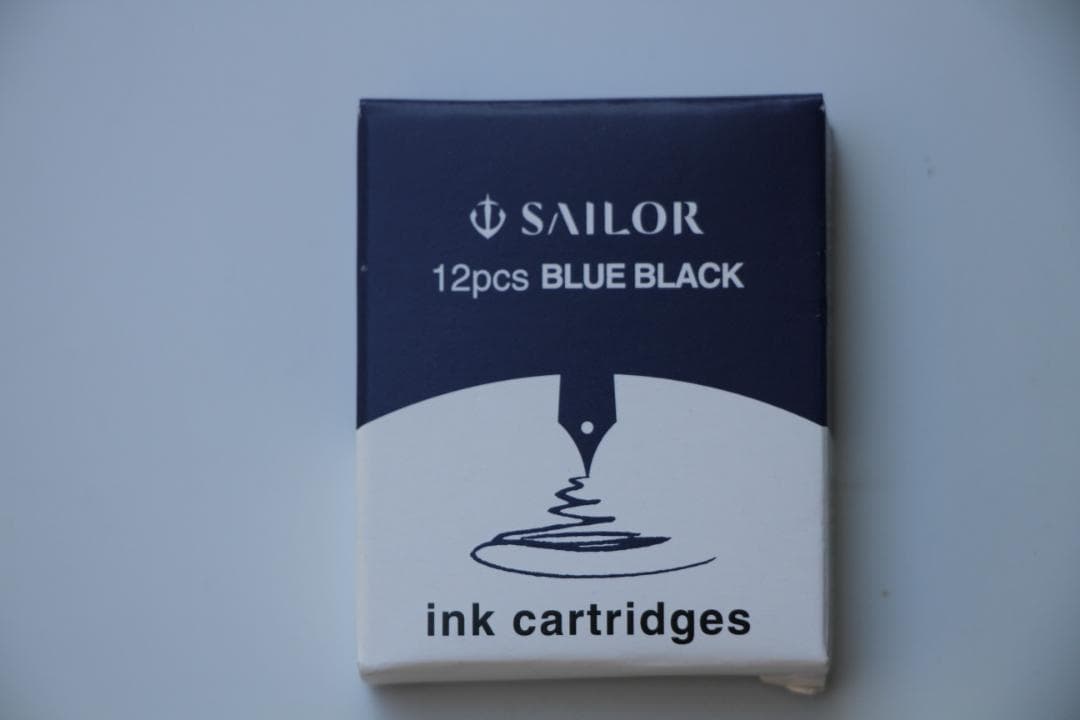 SAILOR
12pcs BLUE BLACK
ink cartridges